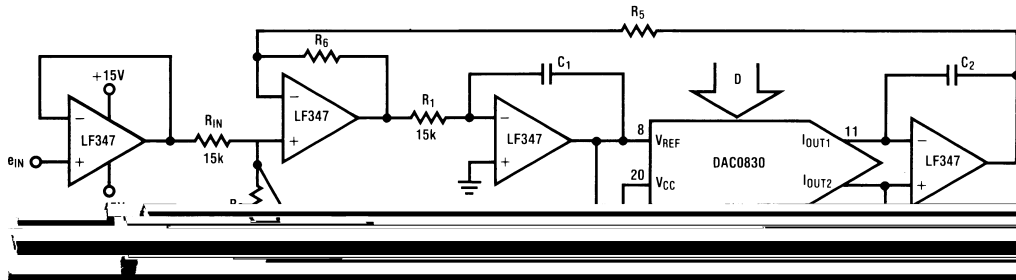 R5
R6
C1
C2
+15V
D
LF347
R1
LF347
RIN
LF347
15k
8
VREF
11
IOUT1
15k
LF347
DAC0830
eIN
20
VCC
IOUT2